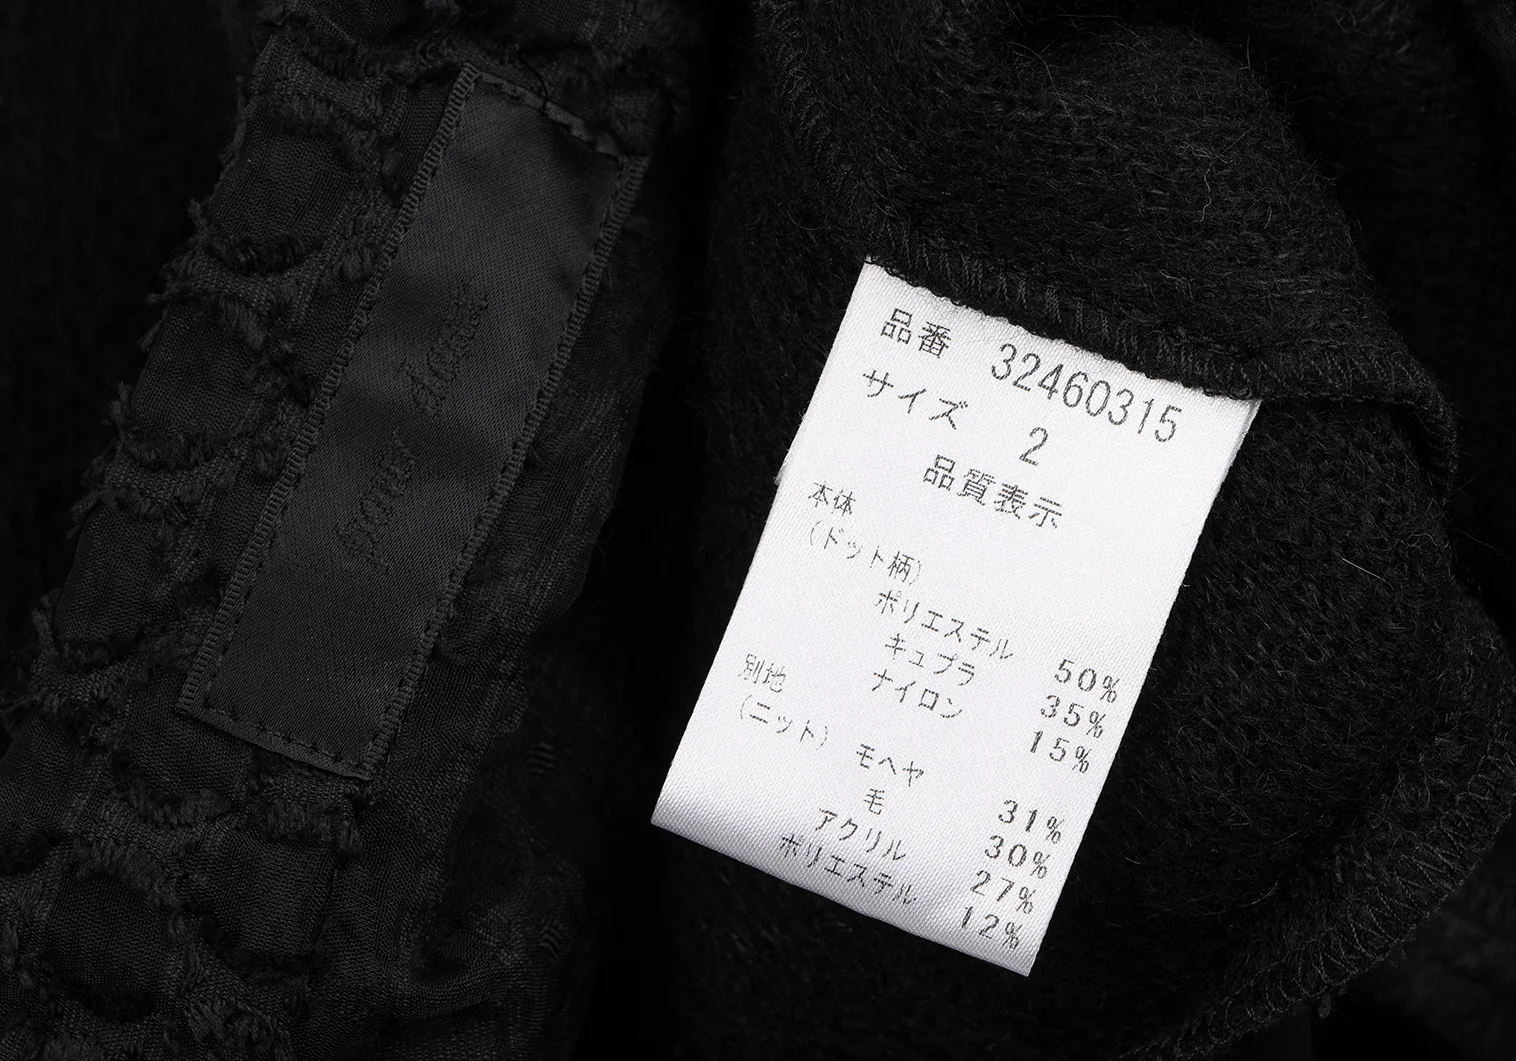 pour deux
品番 32460315
サイズ 2
品質表示
本体
(ドット柄)
ポリエステル 50%
キュプラ 35%
ナイロン 15%
別地
(ニット)
モヘヤ 31%
毛 30%
アクリル 27%
ポリエステル 12%